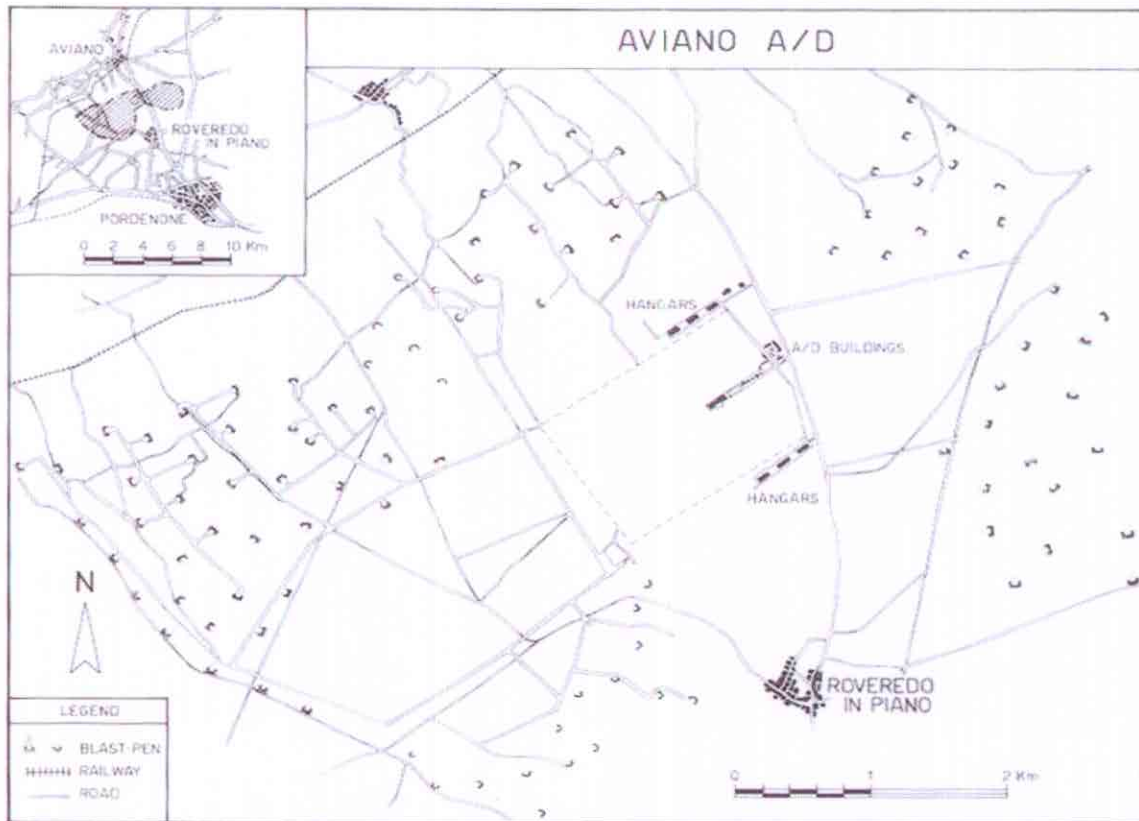 AVIANO A/D
AVIANO
ROVEREDO
IN PIANO
PORDENONE
0 2 4 6 8 10 Km
HANGARS
A/D BUILDINGS
HANGARS
N
ROVEREDO
IN PIANO
LEGEND
BLAST-PEN
RAILWAY
ROAD
0 1 2 Km